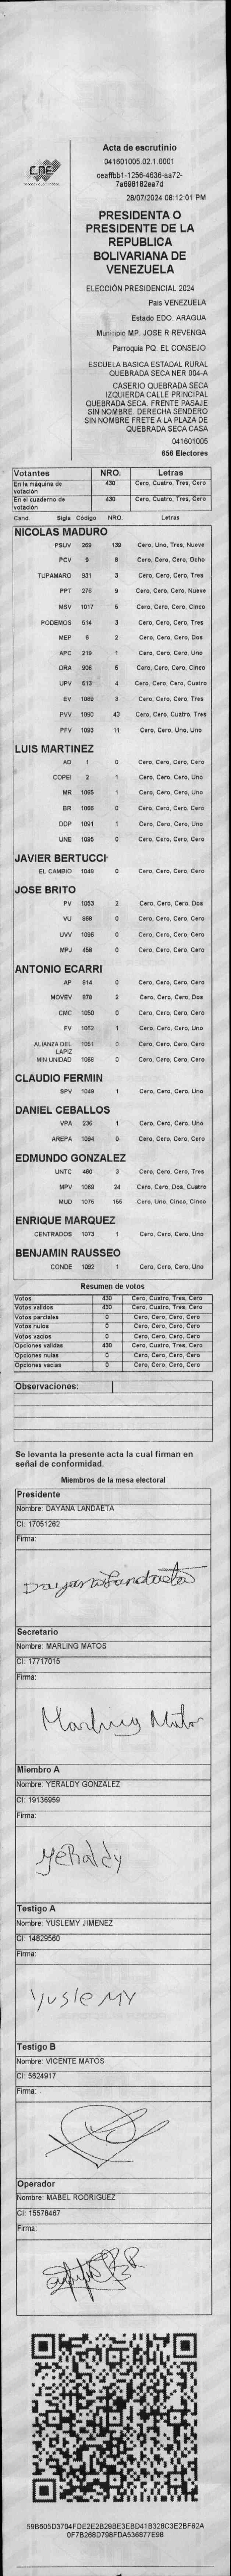 CNE
Acta de escrutinio
041601005.02.1.0001
ceaffbb1-1256-4636-aa72-
7a698182ea7d
28/07/2024 08:12:01 PM
PRESIDENTA O
PRESIDENTE DE LA
REPUBLICA
BOLIVARIANA DE
VENEZUELA
ELECCIÓN PRESIDENCIAL 2024
Pais VENEZUELA
Estado EDO. ARAGUA
Municipio MP. JOSE R REVENGA
Parroquia PQ. EL CONSEJO
ESCUELA BASICA ESTADAL RURAL
QUEBRADA SECA NER 004-A
CASERIO QUEBRADA SECA
IZQUIERDA CALLE PRINCIPAL
QUEBRADA SECA. FRENTE PASAJE
SIN NOMBRE. DERECHA SENDERO
SIN NOMBRE FRETE A LA PLAZA DE
QUEBRADA SECA CASA
041601005
656 Electores
Votantes NRO. Letras
En la máquina de votación 430 Cero, Cuatro, Tres, Cero
En el cuaderno de votación 430 Cero, Cuatro, Tres, Cero
Cand. Sigla Código NRO. Letras
NICOLAS MADURO
PSUV 269 139 Cero, Uno, Tres, Nueve
PCV 9 8 Cero, Cero, Cero, Ocho
TUPAMARO 931 3 Cero, Cero, Cero, Tres
PPT 276 9 Cero, Cero, Cero, Nueve
MSV 1017 5 Cero, Cero, Cero, Cinco
PODEMOS 514 3 Cero, Cero, Cero, Tres
MEP 6 2 Cero, Cero, Cero, Dos
APC 219 1 Cero, Cero, Cero, Uno
ORA 906 5 Cero, Cero, Cero, Cinco
UPV 513 4 Cero, Cero, Cero, Cuatro
EV 1089 3 Cero, Cero, Cero, Tres
PVV 1090 43 Cero, Cero, Cuatro, Tres
PFV 1093 11 Cero, Cero, Uno, Uno
LUIS MARTINEZ
AD 1 0 Cero, Cero, Cero, Cero
COPEI 2 1 Cero, Cero, Cero, Uno
MR 1065 1 Cero, Cero, Cero, Uno
BR 1066 0 Cero, Cero, Cero, Cero
DDP 1091 1 Cero, Cero, Cero, Uno
UNE 1095 0 Cero, Cero, Cero, Cero
JAVIER BERTUCCI
EL CAMBIO 1048 0 Cero, Cero, Cero, Cero
JOSE BRITO
PV 1053 2 Cero, Cero, Cero, Dos
VU 868 0 Cero, Cero, Cero, Cero
UVV 1096 0 Cero, Cero, Cero, Cero
MPJ 458 0 Cero, Cero, Cero, Cero
ANTONIO ECARRI
AP 814 0 Cero, Cero, Cero, Cero
MOVEV 879 2 Cero, Cero, Cero, Dos
CMC 1050 0 Cero, Cero, Cero, Cero
FV 1052 1 Cero, Cero, Cero, Uno
ALIANZA DEL LAPIZ 1051 0 Cero, Cero, Cero, Cero
MIN UNIDAD 1068 0 Cero, Cero, Cero, Cero
CLAUDIO FERMIN
SPV 1049 1 Cero, Cero, Cero, Uno
DANIEL CEBALLOS
VPA 236 1 Cero, Cero, Cero, Uno
AREPA 1094 0 Cero, Cero, Cero, Cero
EDMUNDO GONZALEZ
UNTC 460 3 Cero, Cero, Cero, Tres
MPV 1069 24 Cero, Cero, Dos, Cuatro
MUD 1075 155 Cero, Uno, Cinco, Cinco
ENRIQUE MARQUEZ
CENTRADOS 1073 1 Cero, Cero, Cero, Uno
BENJAMIN RAUSSEO
CONDE 1092 1 Cero, Cero, Cero, Uno
Resumen de votos
Votos 430 Cero, Cuatro, Tres, Cero
Votos validos 430 Cero, Cuatro, Tres, Cero
Votos parciales 0 Cero, Cero, Cero, Cero
Votos nulos 0 Cero, Cero, Cero, Cero
Votos vacios 0 Cero, Cero, Cero, Cero
Opciones validas 430 Cero, Cuatro, Tres, Cero
Opciones nulas 0 Cero, Cero, Cero, Cero
Opciones vacias 0 Cero, Cero, Cero, Cero
Observaciones:
Se levanta la presente acta la cual firman en
señal de conformidad.
Miembros de la mesa electoral
Presidente
Nombre: DAYANA LANDAETA
CI: 17051262
Firma:
Dayana Landaeta
Secretario
Nombre: MARLING MATOS
CI: 17717015
Firma:
Marling Matos
Miembro A
Nombre: YERALDY GONZALEZ
CI: 19136959
Firma:
Yeraldy
Testigo A
Nombre: YUSLEMY JIMENEZ
CI: 14829560
Firma:
YusleMY
Testigo B
Nombre: VICENTE MATOS
CI: 5624917
Firma:
Operador
Nombre: MABEL RODRIGUEZ
CI: 15578467
Firma:
59B605D3704FDE2E2B29BE3EBD41B328C3E2BF62A
0F7B268D798FDA536877E98